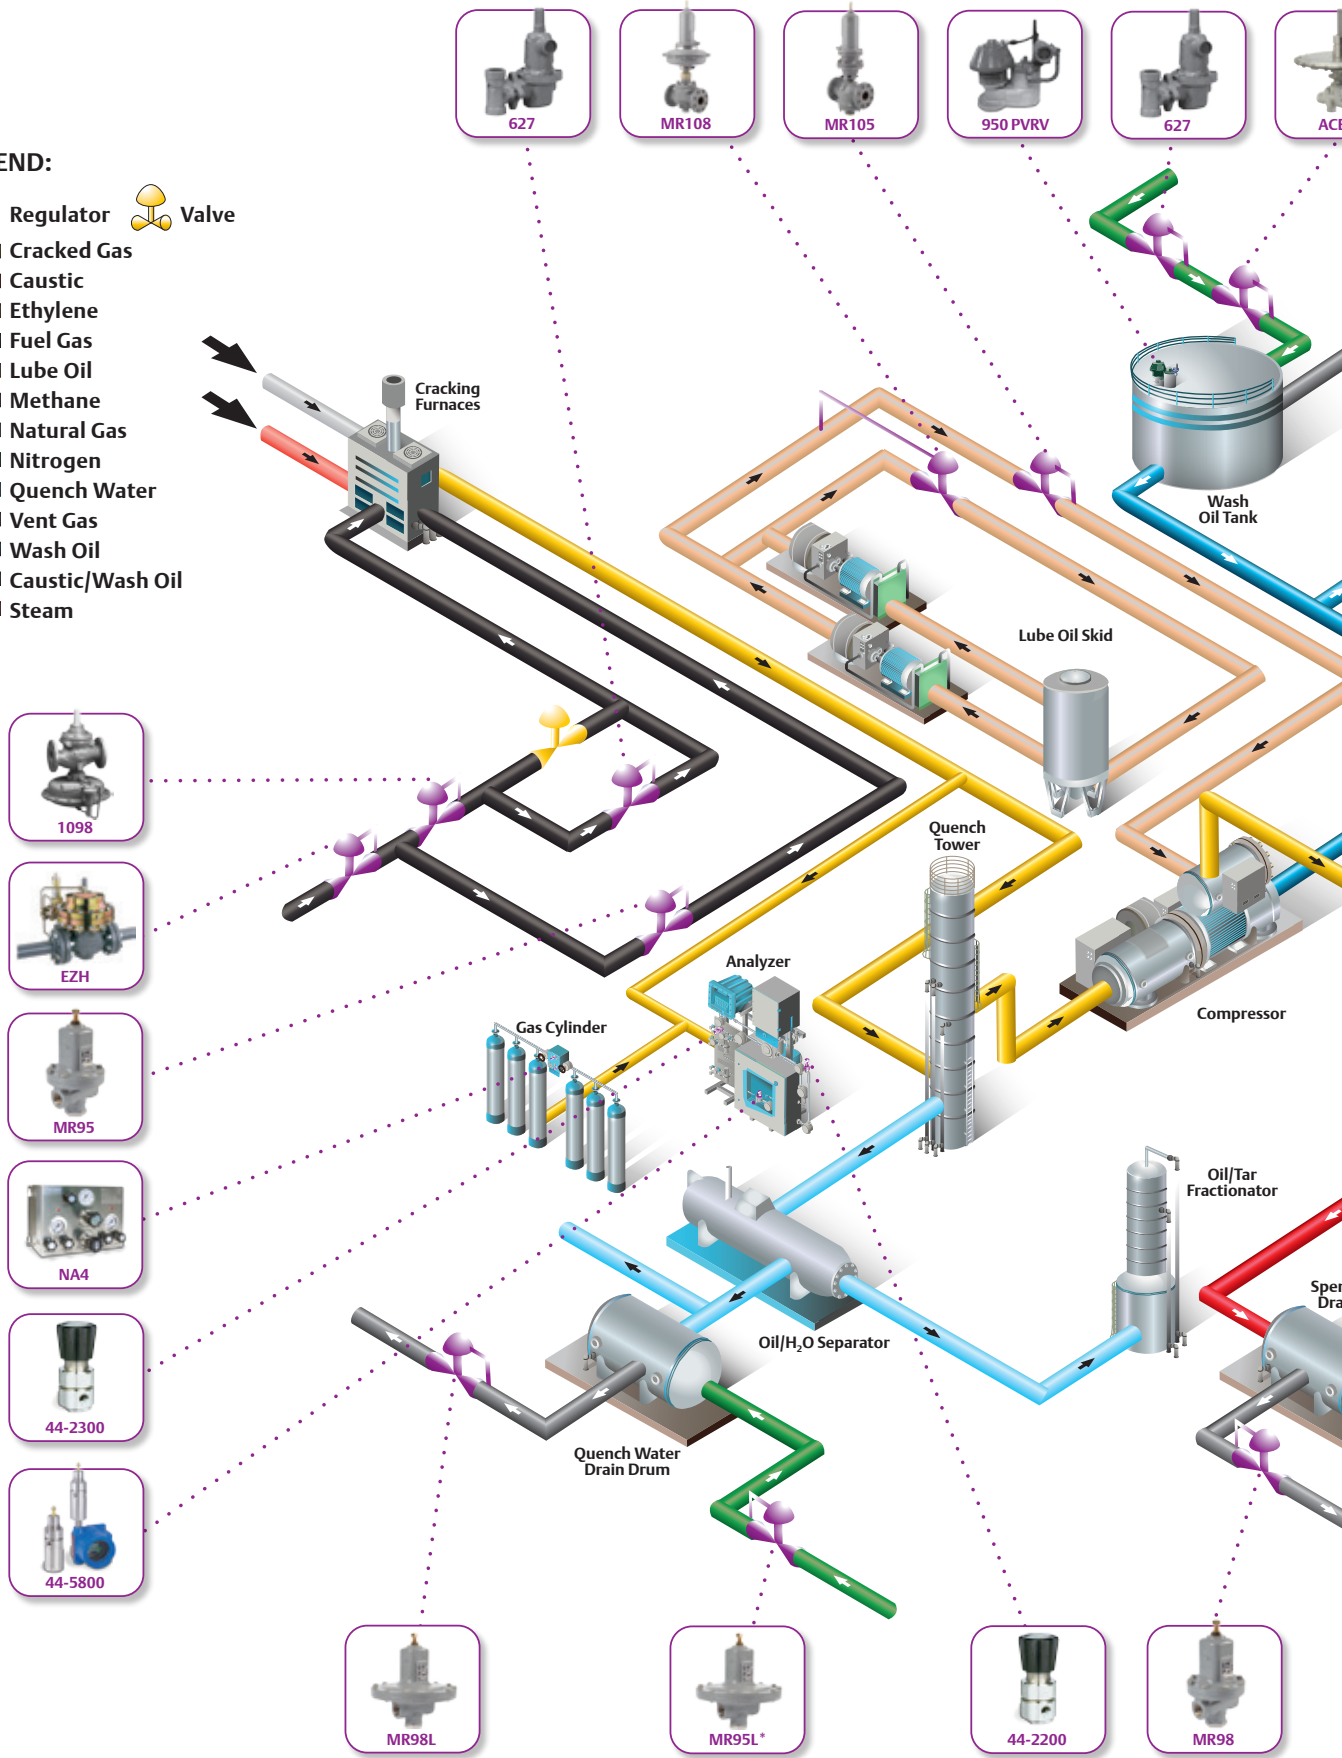 627
MR108
MR105
950 PVRV
627
END:
Regulator
Valve
Cracked Gas
Caustic
Ethylene
Fuel Gas
Lube Oil
Methane
Natural Gas
Nitrogen
Quench Water
Vent Gas
Wash Oil
Caustic/Wash Oil
Steam
Cracking
Furnaces
Wash
Oil Tank
Lube Oil Skid
1098
Quench
Tower
EZH
Analyzer
Gas Cylinder
Compressor
MR95
Oil/Tar
Fractionator
NA4
Oil/H₂O Separator
44-2300
Quench Water
Drain Drum
44-5800
MR98L
MR95L*
44-2200
MR98